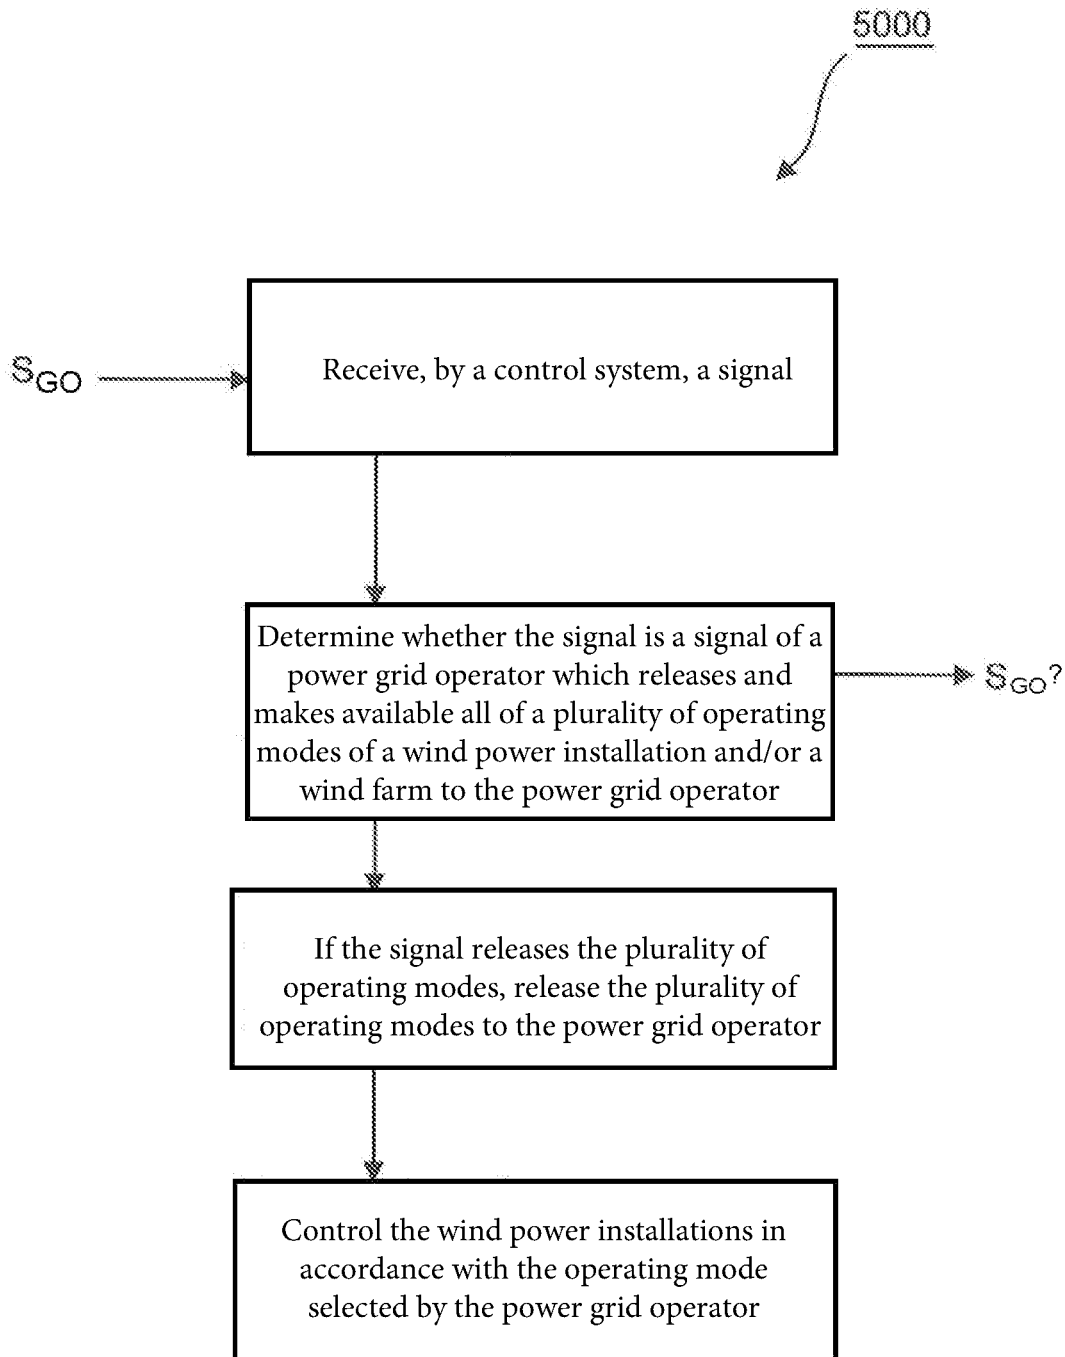 5000
Receive, by a control system, a signal
S_GO
Determine whether the signal is a signal of a
power grid operator which releases and
makes available all of a plurality of operating
modes of a wind power installation and/or a
wind farm to the power grid operator
S_GO?
If the signal releases the plurality of
operating modes, release the plurality of
operating modes to the power grid operator
Control the wind power installations in
accordance with the operating mode
selected by the power grid operator